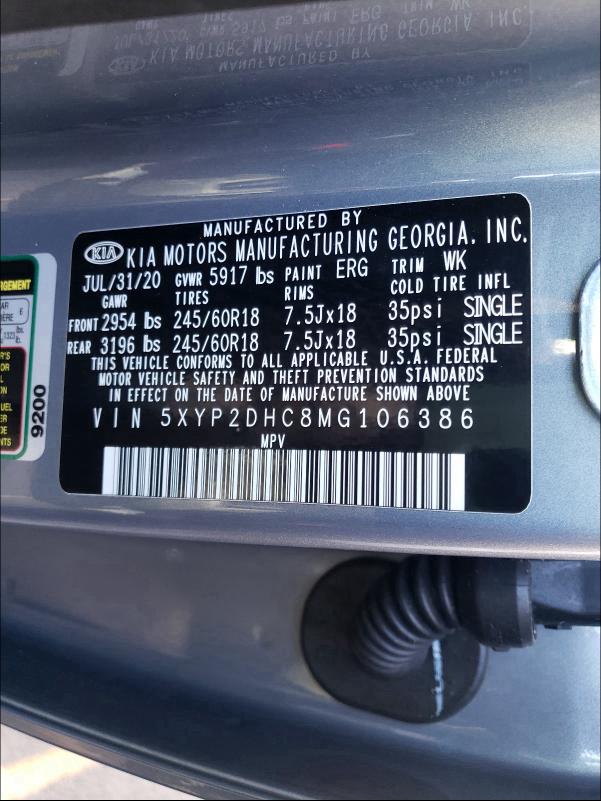 MANUFACTURED BY
KIA KIA MOTORS MANUFACTURING GEORGIA, INC.
JUL/31/20 GVWR 5917 lbs PAINT ERG TRIM WK
GAWR TIRES RIMS COLD TIRE INFL
FRONT 2954 lbs 245/60R18 7.5Jx18 35psi SINGLE
REAR 3196 lbs 245/60R18 7.5Jx18 35psi SINGLE
THIS VEHICLE CONFORMS TO ALL APPLICABLE U.S.A. FEDERAL
MOTOR VEHICLE SAFETY AND THEFT PREVENTION STANDARDS
IN EFFECT ON THE DATE OF MANUFACTURE SHOWN ABOVE
VIN 5XYP2DHC8MG106386
MPV
9200